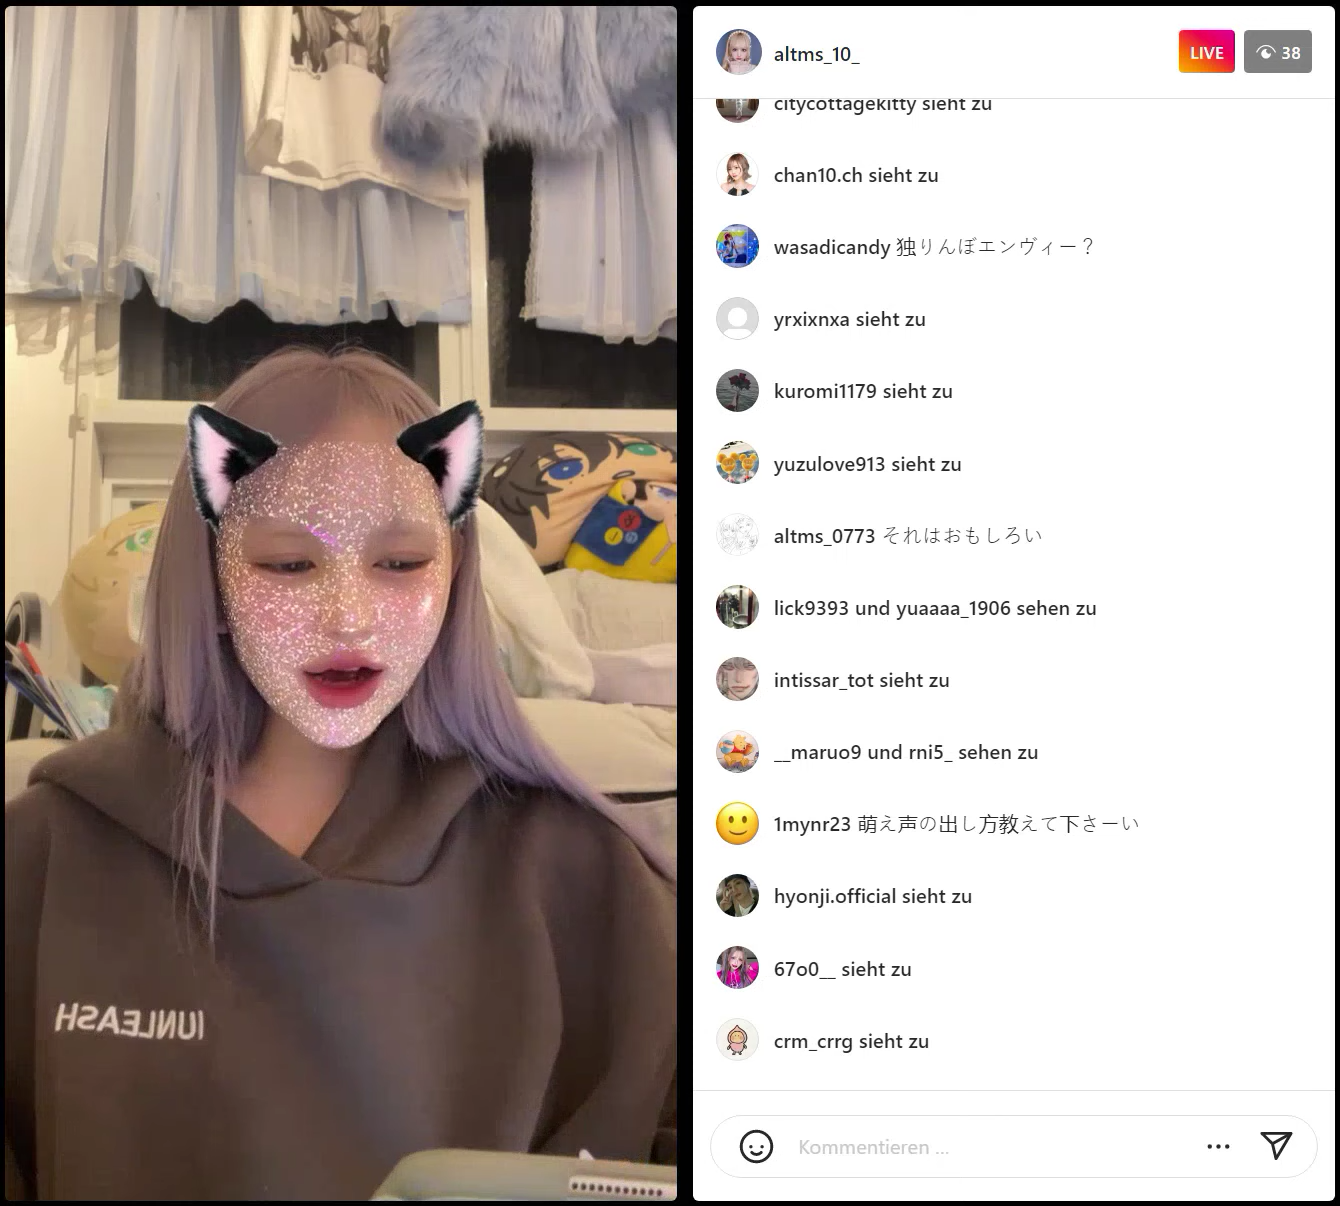 altms_10_
LIVE
38
citycottagekitty sieht zu
chan10.ch sieht zu
wasadicandy 独りんぼエンヴィー？
yrxixnxa sieht zu
kuromi1179 sieht zu
yuzulove913 sieht zu
altms_0773 それはおもしろい
lick9393 und yuaaaa_1906 sehen zu
intissar_tot sieht zu
__maruo9 und rni5_ sehen zu
1mynr23 萌え声の出し方教えて下さーい
hyonji.official sieht zu
67o0__ sieht zu
crm_crrg sieht zu
Kommentieren ...
/UNLEASH